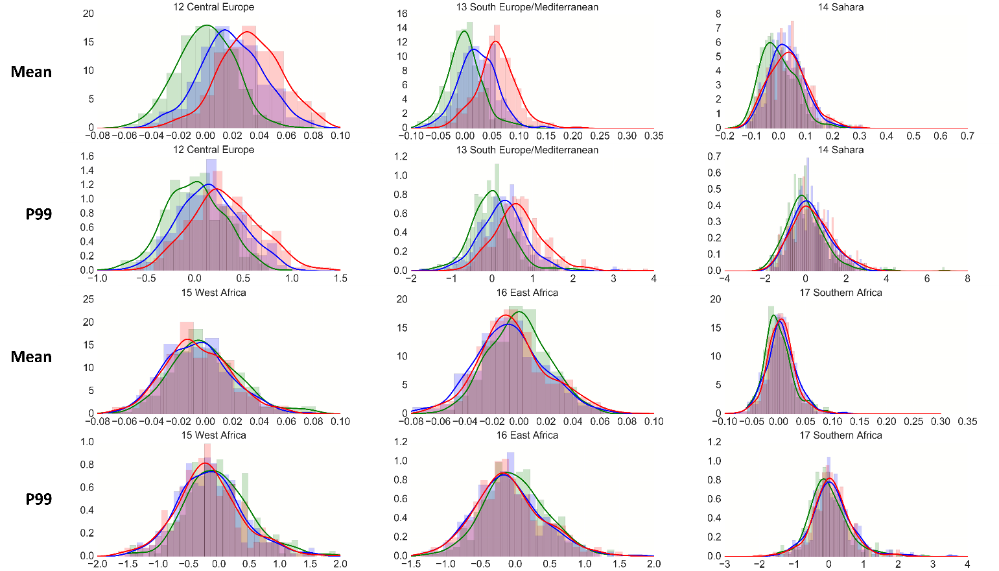 12 Central Europe
13 South Europe/Mediterranean
14 Sahara
Mean
20
15
10
5
0
−0.08 −0.06 −0.04 −0.02 0.00 0.02 0.04 0.06 0.08 0.10
16
14
12
10
8
6
4
2
0
−0.10 −0.05 0.00 0.05 0.10 0.15 0.20 0.25 0.30 0.35
8
7
6
5
4
3
2
1
0
−0.2 −0.1 0.0 0.1 0.2 0.3 0.4 0.5 0.6 0.7
12 Central Europe
13 South Europe/Mediterranean
14 Sahara
P99
1.6
1.4
1.2
1.0
0.8
0.6
0.4
0.2
0.0
−1.0 −0.5 0.0 0.5 1.0 1.5
1.2
1.0
0.8
0.6
0.4
0.2
0.0
−2 −1 0 1 2 3 4
0.7
0.6
0.5
0.4
0.3
0.2
0.1
0.0
−4 −2 0 2 4 6 8
15 West Africa
16 East Africa
17 Southern Africa
Mean
25
20
15
10
5
0
−0.08 −0.06 −0.04 −0.02 0.00 0.02 0.04 0.06 0.08 0.10
20
15
10
5
0
−0.08 −0.06 −0.04 −0.02 0.00 0.02 0.04 0.06 0.08 0.10
20
15
10
5
0
−0.10 −0.05 0.00 0.05 0.10 0.15 0.20 0.25 0.30 0.35
15 West Africa
16 East Africa
17 Southern Africa
P99
1.0
0.8
0.6
0.4
0.2
0.0
−2.0 −1.5 −1.0 −0.5 0.0 0.5 1.0 1.5 2.0
1.2
1.0
0.8
0.6
0.4
0.2
0.0
−1.5 −1.0 −0.5 0.0 0.5 1.0 1.5 2.0
1.2
1.0
0.8
0.6
0.4
0.2
0.0
−3 −2 −1 0 1 2 3 4